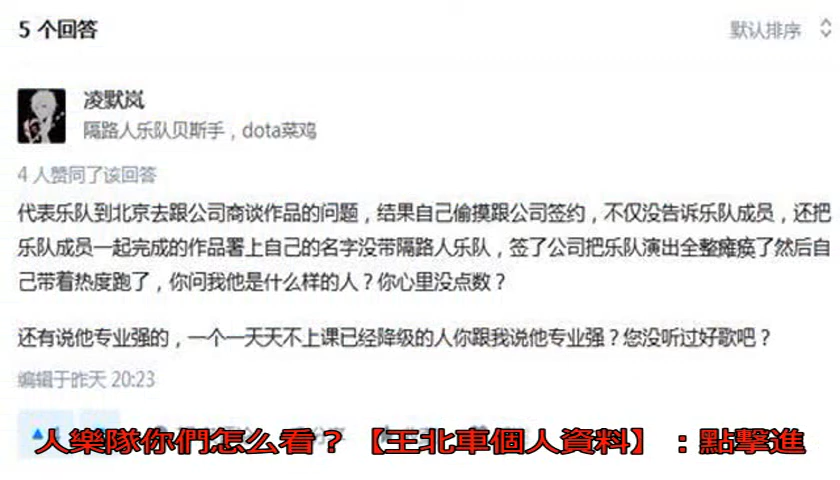 5 个回答
默认排序
凌默岚
隔路人乐队贝斯手，dota菜鸡
4 人赞同了该回答
代表乐队到北京去跟公司商谈作品的问题，结果自己偷摸跟公司签约，不仅没告诉乐队成员，还把
乐队成员一起完成的作品署上自己的名字没带隔路人乐队，签了公司把乐队演出全整瘫痪了然后自
己带着热度跑了，你问我他是什么样的人？你心里没点数？
还有说他专业强的，一个一天天不上课已经降级的人你跟我说他专业强？您没听过好歌吧？
编辑于昨天 20:23
人樂隊你們怎么看？【王北車個人資料】：點擊進